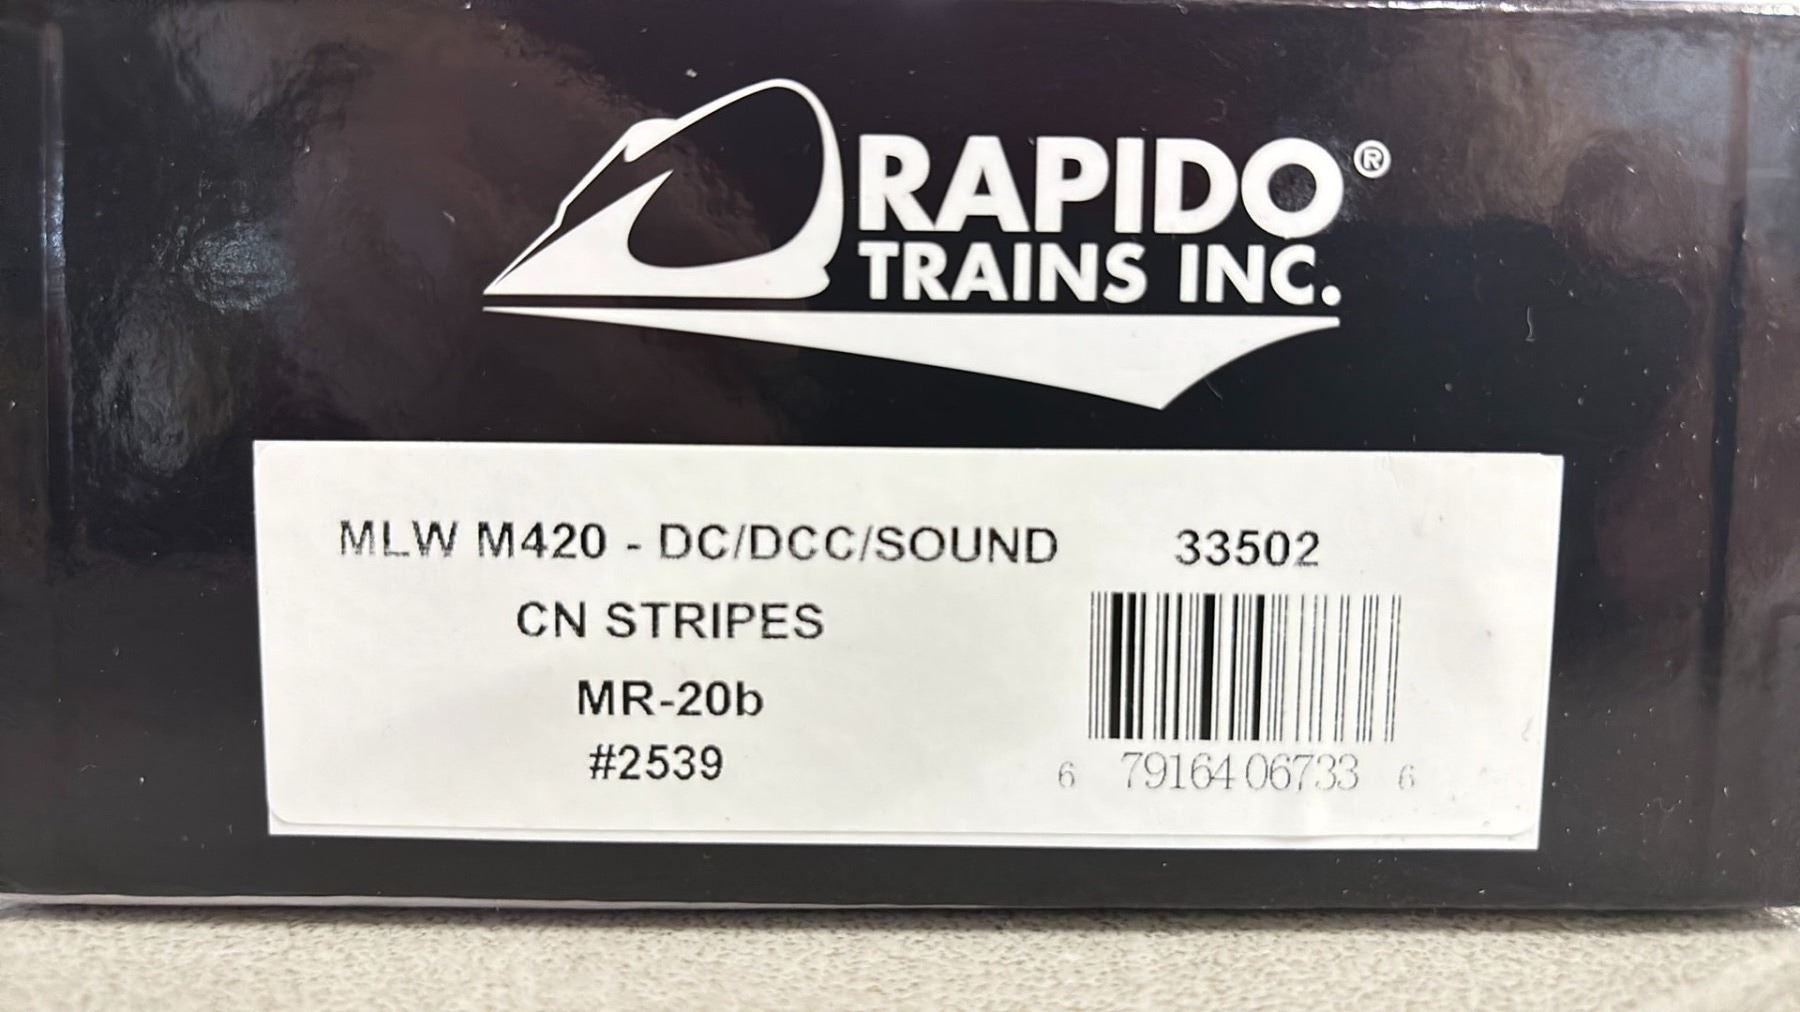 RAPIDO®
TRAINS INC.
MLW M420 - DC/DCC/SOUND
33502
CN STRIPES
MR-20b
#2539
6 79164 06733 6